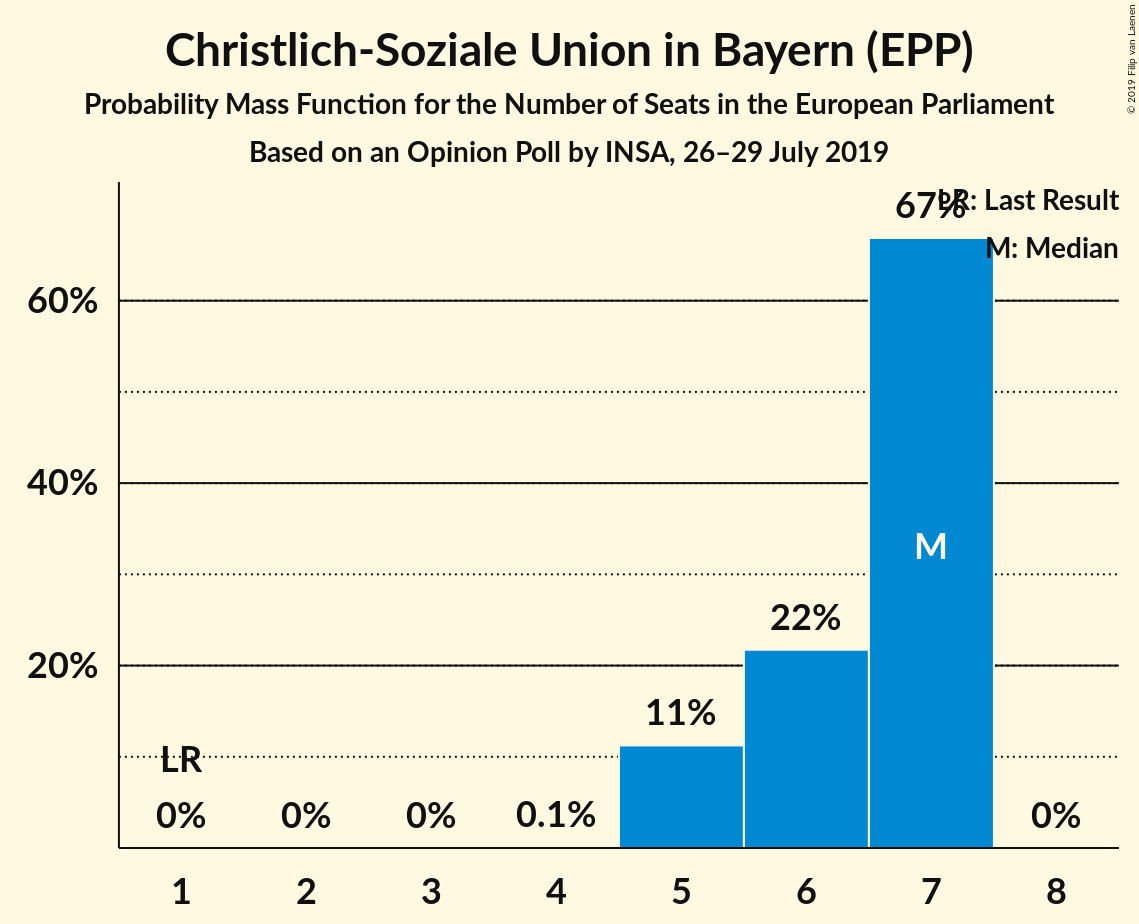 Christlich-Soziale Union in Bayern (EPP)
Probability Mass Function for the Number of Seats in the European Parliament
Based on an Opinion Poll by INSA, 26–29 July 2019
© 2019 Filip van Laenen
LR: Last Result
M: Median
67%
60%
40%
M
22%
20%
11%
LR
0%
0%
0%
0.1%
0%
1
2
3
4
5
6
7
8